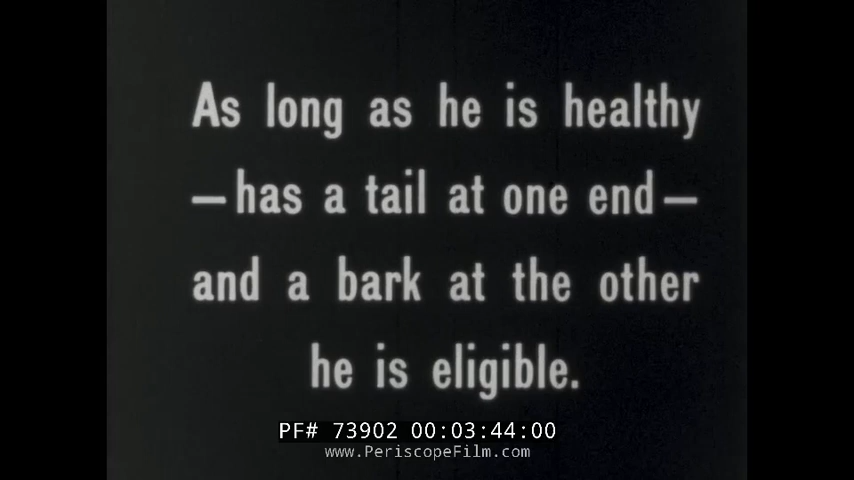 As long as he is healthy
—has a tail at one end—
and a bark at the other
he is eligible.
PF# 73902 00:03:44:00
www.PeriscopeFilm.com